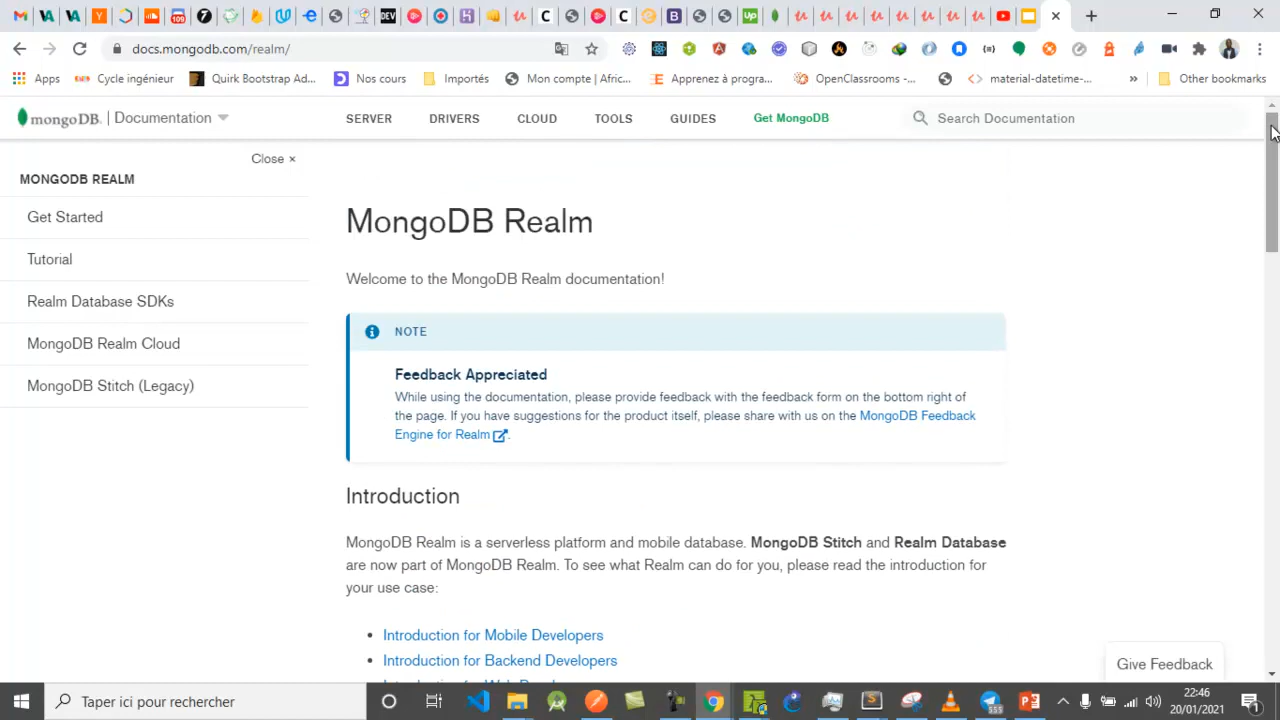 docs.mongodb.com/realm/
Apps
Cycle ingénieur
Quirk Bootstrap Ad...
Nos cours
Importés
Mon compte | Afric...
Apprenez à progra...
OpenClassrooms -...
material-datetime-...
»
Other bookmarks
mongoDB. | Documentation
SERVER
DRIVERS
CLOUD
TOOLS
GUIDES
Get MongoDB
Search Documentation
Close ×
MONGODB REALM
Get Started
Tutorial
Realm Database SDKs
MongoDB Realm Cloud
MongoDB Stitch (Legacy)
MongoDB Realm
Welcome to the MongoDB Realm documentation!
NOTE
Feedback Appreciated
While using the documentation, please provide feedback with the feedback form on the bottom right of
the page. If you have suggestions for the product itself, please share with us on the MongoDB Feedback
Engine for Realm.
Introduction
MongoDB Realm is a serverless platform and mobile database. MongoDB Stitch and Realm Database
are now part of MongoDB Realm. To see what Realm can do for you, please read the introduction for
your use case:
• Introduction for Mobile Developers
• Introduction for Backend Developers
Give Feedback
Taper ici pour rechercher
22:46
20/01/2021